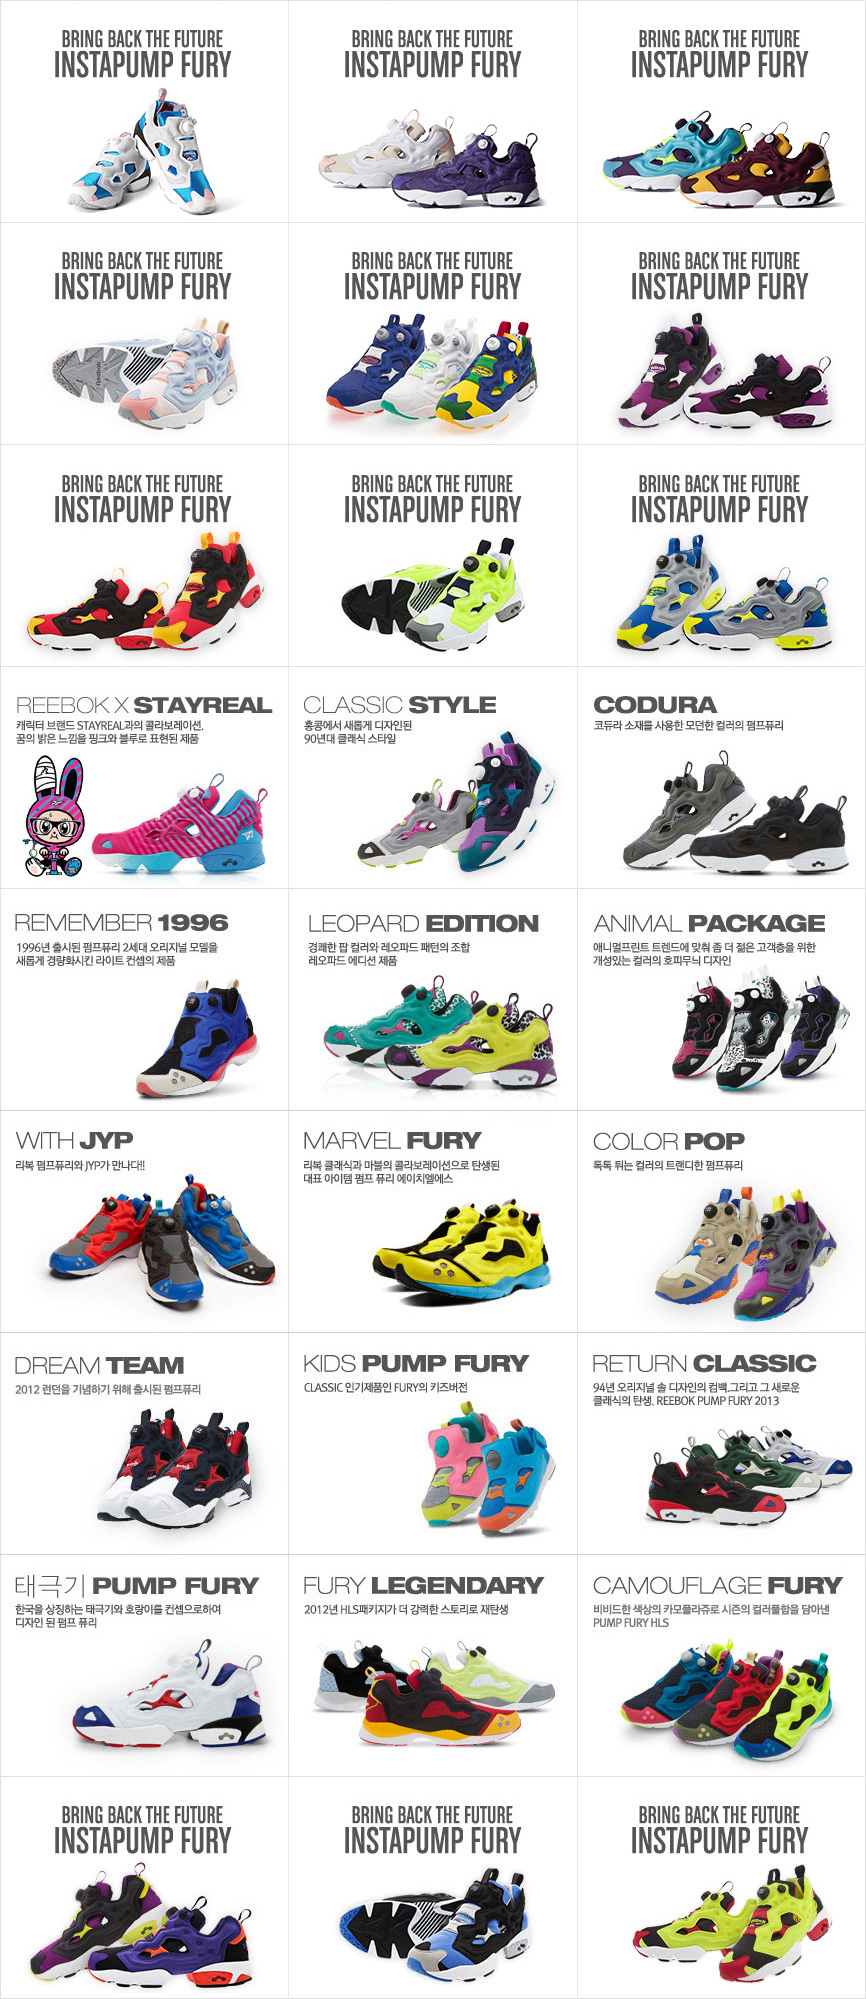 BRING BACK THE FUTURE
INSTAPUMP FURY
BRING BACK THE FUTURE
INSTAPUMP FURY
BRING BACK THE FUTURE
INSTAPUMP FURY
BRING BACK THE FUTURE
INSTAPUMP FURY
BRING BACK THE FUTURE
INSTAPUMP FURY
BRING BACK THE FUTURE
INSTAPUMP FURY
BRING BACK THE FUTURE
INSTAPUMP FURY
BRING BACK THE FUTURE
INSTAPUMP FURY
BRING BACK THE FUTURE
INSTAPUMP FURY
REEBOK X STAYREAL
캐릭터 브랜드 STAYREAL과의 콜라보레이션.
꿈의 밝은 느낌을 핑크와 블루로 표현된 제품
CLASSIC STYLE
홍콩에서 새롭게 디자인된
90년대 클래식 스타일
CODURA
코듀라 소재를 사용한 모던한 컬러의 펌프퓨리
REMEMBER 1996
1996년 출시된 펌프퓨리 2세대 오리지널 모델을
새롭게 경량화시킨 라이트 컨셉의 제품
LEOPARD EDITION
경쾌한 팝 컬러와 레오파드 패턴의 조합
레오파드 에디션 제품
ANIMAL PACKAGE
애니멀프린트 트렌드에 맞춰 좀 더 젊은 고객층을 위한
개성있는 컬러의 호피무늬 디자인
WITH JYP
리복 펌프퓨리와 JYP가 만나다!!
MARVEL FURY
리복 클래식과 마블의 콜라보레이션으로 탄생된
대표 아이템 펌프 퓨리 에이치엘에스
COLOR POP
톡톡 튀는 컬러의 트랜디한 펌프퓨리
DREAM TEAM
2012 런던을 기념하기 위해 출시된 펌프퓨리
KIDS PUMP FURY
CLASSIC 인기제품인 FURY의 키즈버전
RETURN CLASSIC
94년 오리지널 솔 디자인의 컴백.그리고 그 새로운
클래식의 탄생. REEBOK PUMP FURY 2013
태극기 PUMP FURY
한국을 상징하는 태극기와 호랑이를 컨셉으로하여
디자인 된 펌프 퓨리
FURY LEGENDARY
2012년 HLS패키지가 더 강력한 스토리로 재탄생
CAMOUFLAGE FURY
비비드한 색상의 카모플라쥬로 시즌의 컬러풀함을 담아낸
PUMP FURY HLS
BRING BACK THE FUTURE
INSTAPUMP FURY
BRING BACK THE FUTURE
INSTAPUMP FURY
BRING BACK THE FUTURE
INSTAPUMP FURY